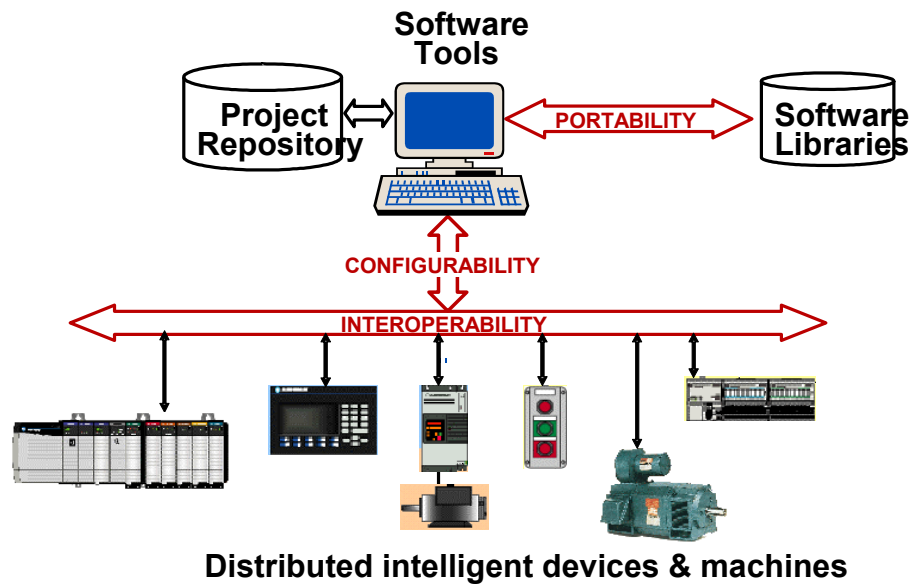 Software
Tools
Project
Repository
PORTABILITY
Software
Libraries
CONFIGURABILITY
INTEROPERABILITY
Distributed intelligent devices & machines